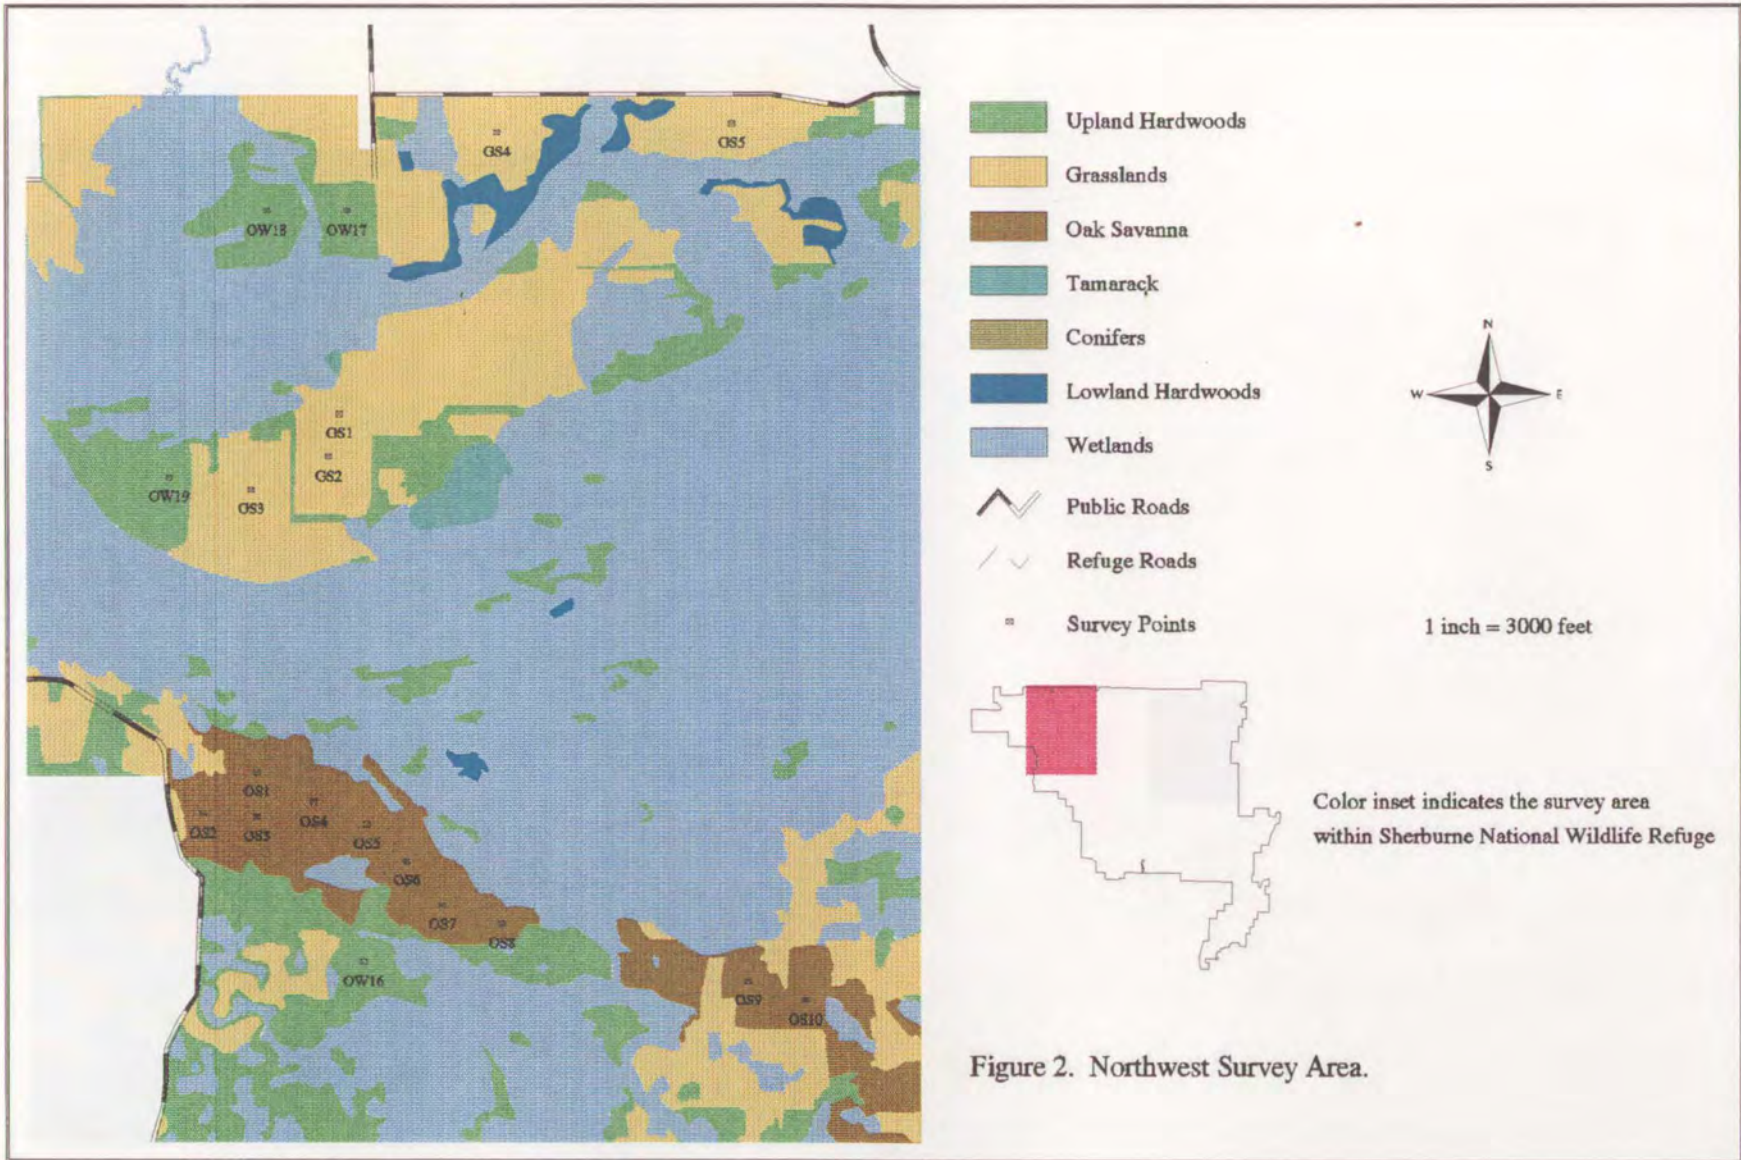 GS4
GS5
OW18
OW17
OS1
GS2
OW19
OS3
OS1
OS2
OS3
OS4
OS5
OS6
OS7
OS8
OW16
OS9
OS10
Upland Hardwoods
Grasslands
Oak Savanna
Tamarack
Conifers
Lowland Hardwoods
Wetlands
Public Roads
Refuge Roads
Survey Points
N
W
E
S
1 inch = 3000 feet
Color inset indicates the survey area
within Sherburne National Wildlife Refuge
Figure 2. Northwest Survey Area.